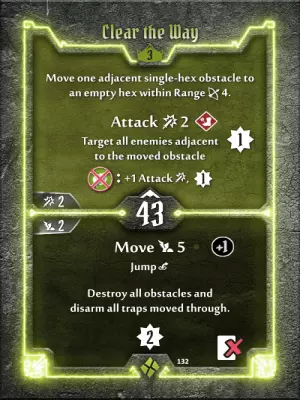 Clear the Way
3
Move one adjacent single-hex obstacle to
an empty hex within Range 4.
Attack 2
Target all enemies adjacent
to the moved obstacle
1
: +1 Attack, 1
2
43
2
Move 5
+1
Jump
Destroy all obstacles and
disarm all traps moved through.
2
132